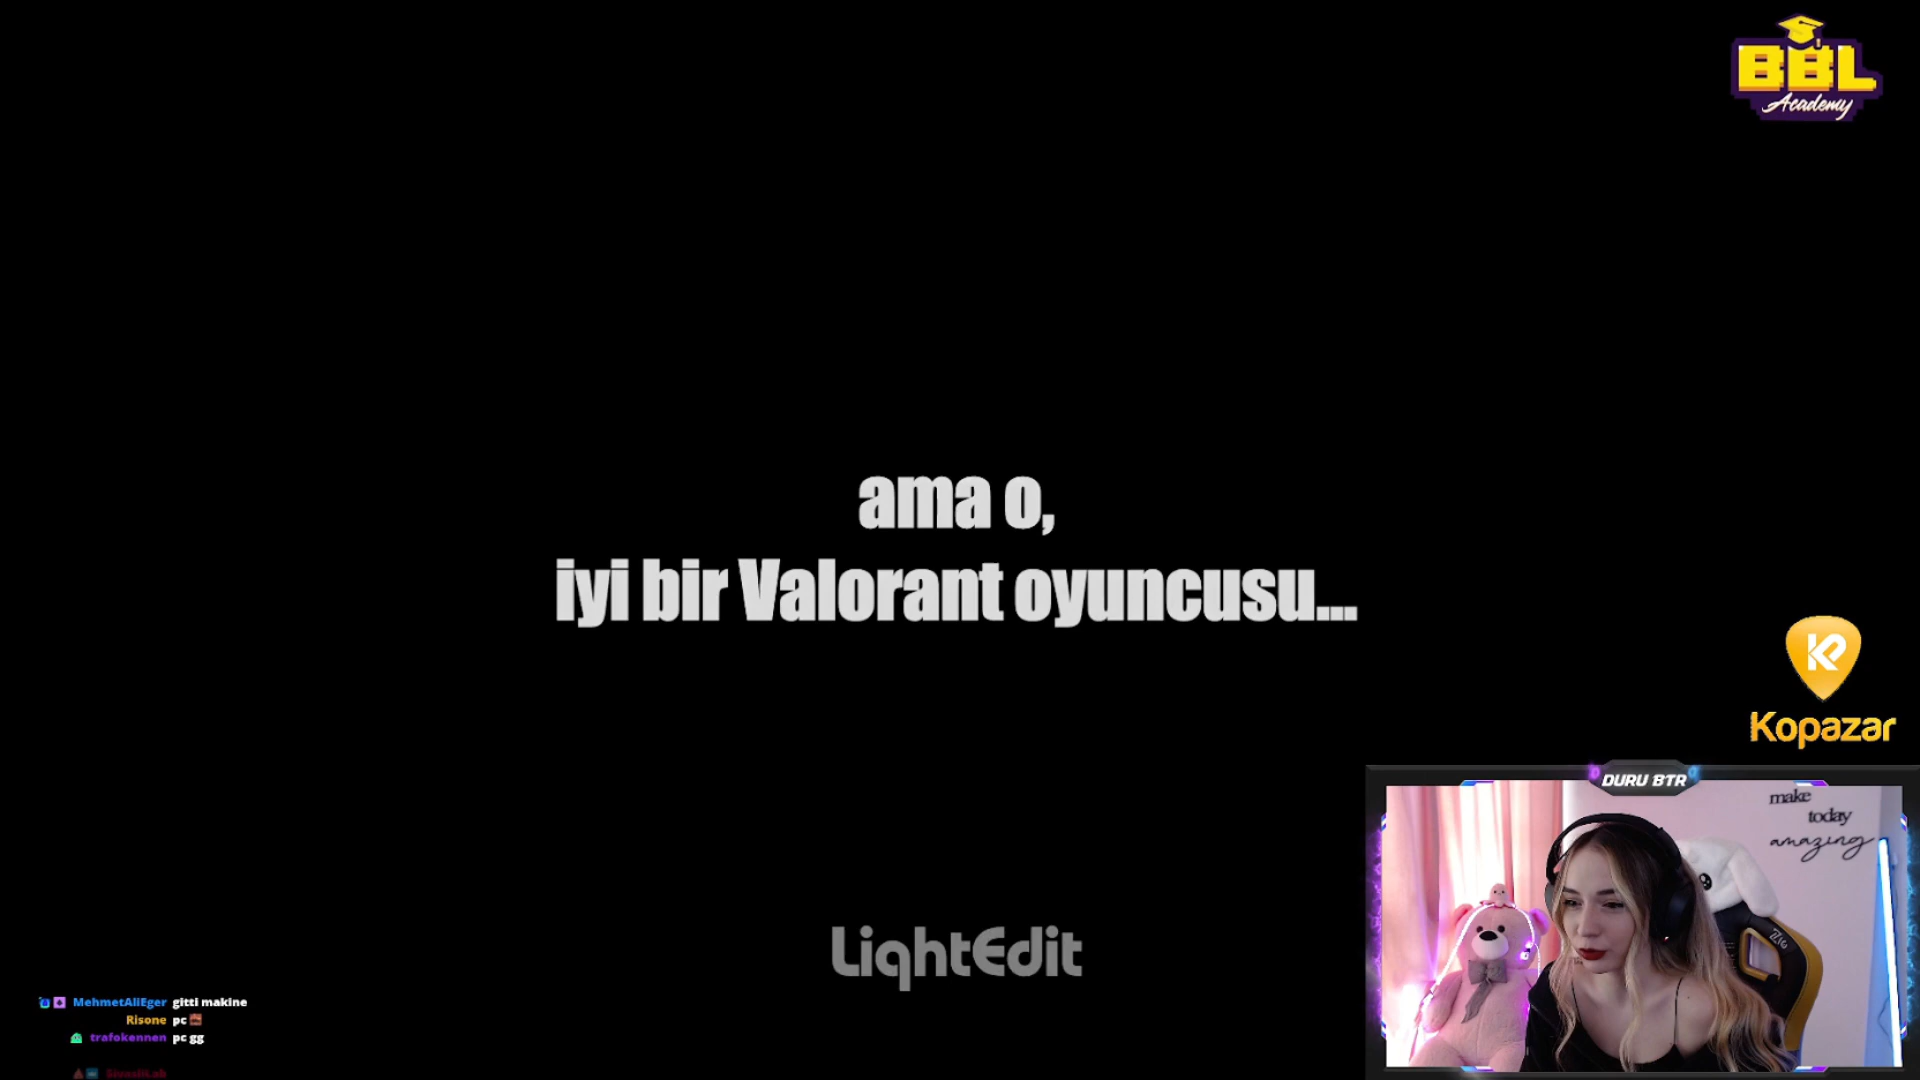 BBL
Academy
ama o,
iyi bir Valorant oyuncusu...
KP
Kopazar
DURU BTR
make
today
amazing
LightEdit
MehmetAliEger gitti makine
Risone pc
trafokennen pc gg